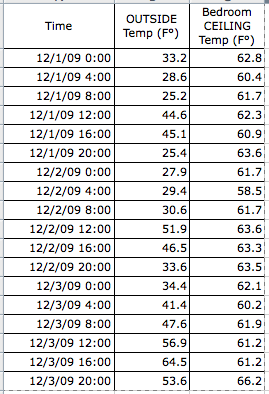 Time OUTSIDE Temp (F°) Bedroom CEILING Temp (F°)
12/1/09 0:00 33.2 62.8
12/1/09 4:00 28.6 60.4
12/1/09 8:00 25.2 61.7
12/1/09 12:00 44.6 62.3
12/1/09 16:00 45.1 60.9
12/1/09 20:00 25.4 63.6
12/2/09 0:00 27.9 61.7
12/2/09 4:00 29.4 58.5
12/2/09 8:00 30.6 61.7
12/2/09 12:00 51.9 63.6
12/2/09 16:00 46.5 63.3
12/2/09 20:00 33.6 63.5
12/3/09 0:00 34.4 62.1
12/3/09 4:00 41.4 60.2
12/3/09 8:00 47.6 61.9
12/3/09 12:00 56.9 61.2
12/3/09 16:00 64.5 61.2
12/3/09 20:00 53.6 66.2